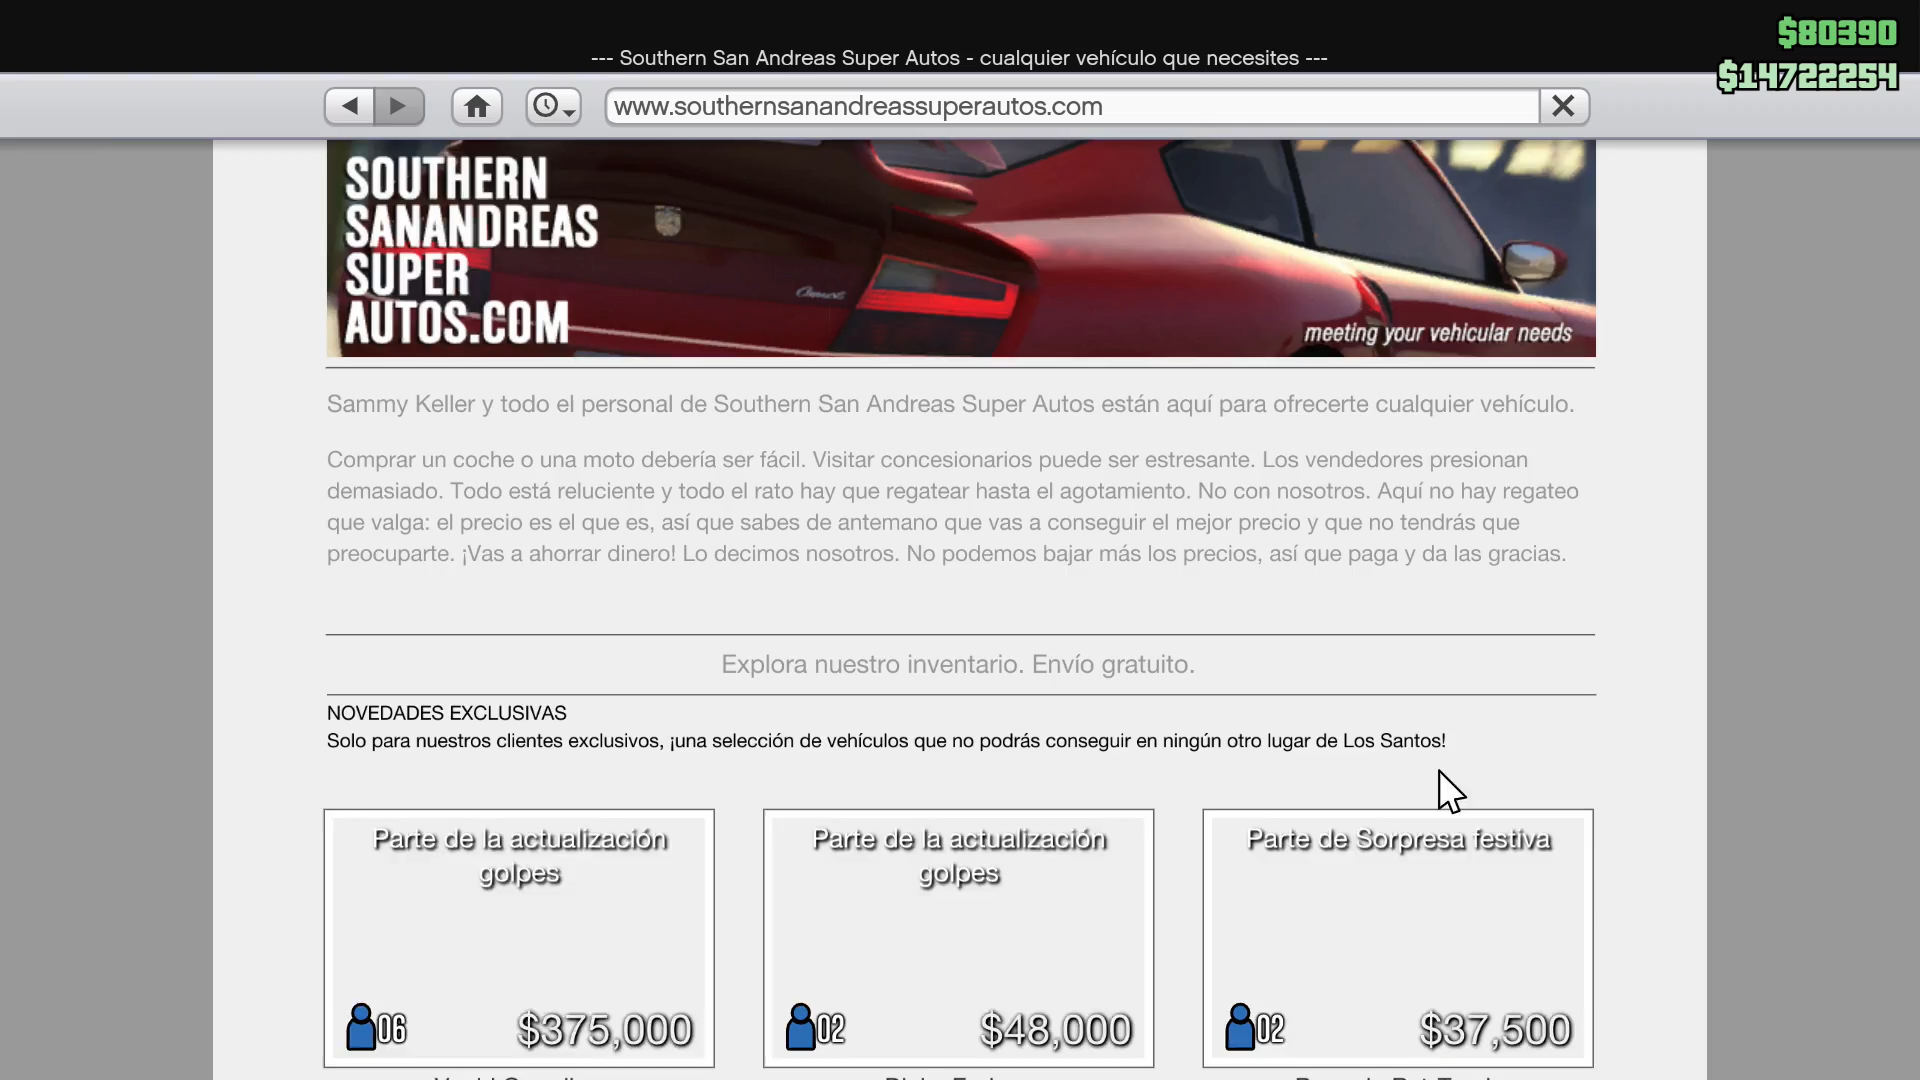 $80390
--- Southern San Andreas Super Autos - cualquier vehículo que necesites ---
$14722254
www.southernsanandreassuperautos.com
SOUTHERN
SANANDREAS
SUPER
AUTOS.COM
meeting your vehicular needs
Sammy Keller y todo el personal de Southern San Andreas Super Autos están aquí para ofrecerte cualquier vehículo.
Comprar un coche o una moto debería ser fácil. Visitar concesionarios puede ser estresante. Los vendedores presionan
demasiado. Todo está reluciente y todo el rato hay que regatear hasta el agotamiento. No con nosotros. Aquí no hay regateo
que valga: el precio es el que es, así que sabes de antemano que vas a conseguir el mejor precio y que no tendrás que
preocuparte. ¡Vas a ahorrar dinero! Lo decimos nosotros. No podemos bajar más los precios, así que paga y da las gracias.
Explora nuestro inventario. Envío gratuito.
NOVEDADES EXCLUSIVAS
Solo para nuestros clientes exclusivos, ¡una selección de vehículos que no podrás conseguir en ningún otro lugar de Los Santos!
Parte de la actualización
golpes
06 $375,000
Parte de la actualización
golpes
02 $48,000
Parte de Sorpresa festiva
02 $37,500